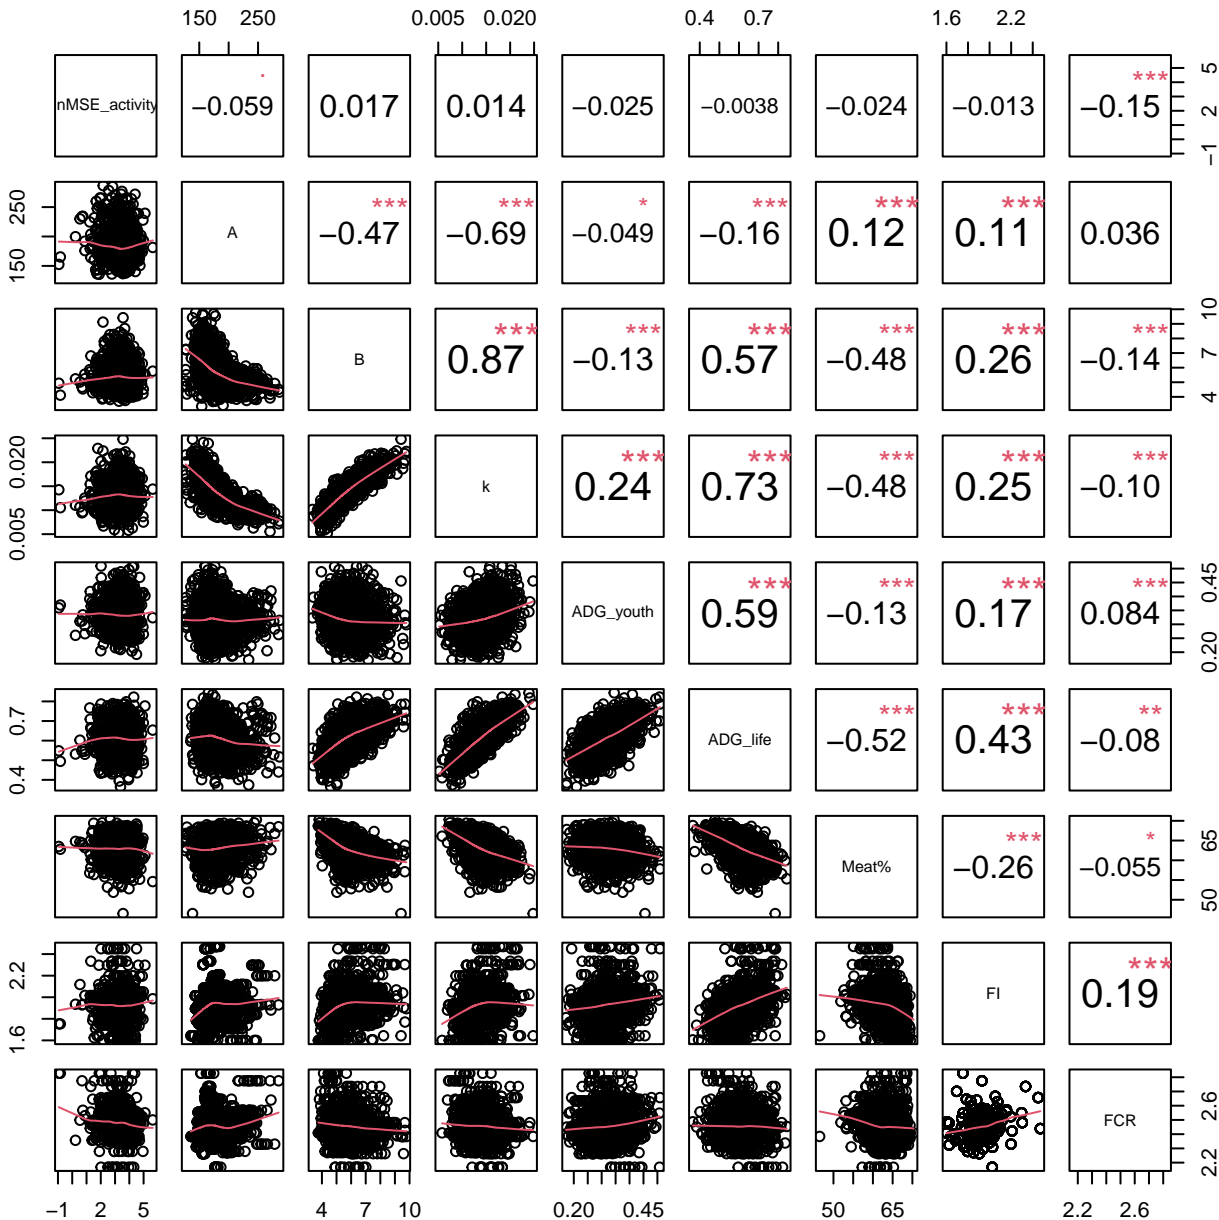 150 250 0.005 0.020 0.4 0.7 1.6 2.2
. ***
nMSE_activity −0.059 0.017 0.014 −0.025 −0.0038 −0.024 −0.013 −0.15 −1 2 5
*** *** * *** *** ***
150 250 A −0.47 −0.69 −0.049 −0.16 0.12 0.11 0.036
*** *** *** *** *** ***
B 0.87 −0.13 0.57 −0.48 0.26 −0.14 4 7 10
*** *** *** *** ***
0.005 0.020 k 0.24 0.73 −0.48 0.25 −0.10
*** *** *** ***
ADG_youth 0.59 −0.13 0.17 0.084 0.20 0.45
*** *** **
0.4 0.7 ADG_life −0.52 0.43 −0.08
*** *
Meat% −0.26 −0.055 50 65
***
1.6 2.2 FI 0.19
FCR 2.2 2.6
−1 2 5 4 7 10 0.20 0.45 50 65 2.2 2.6